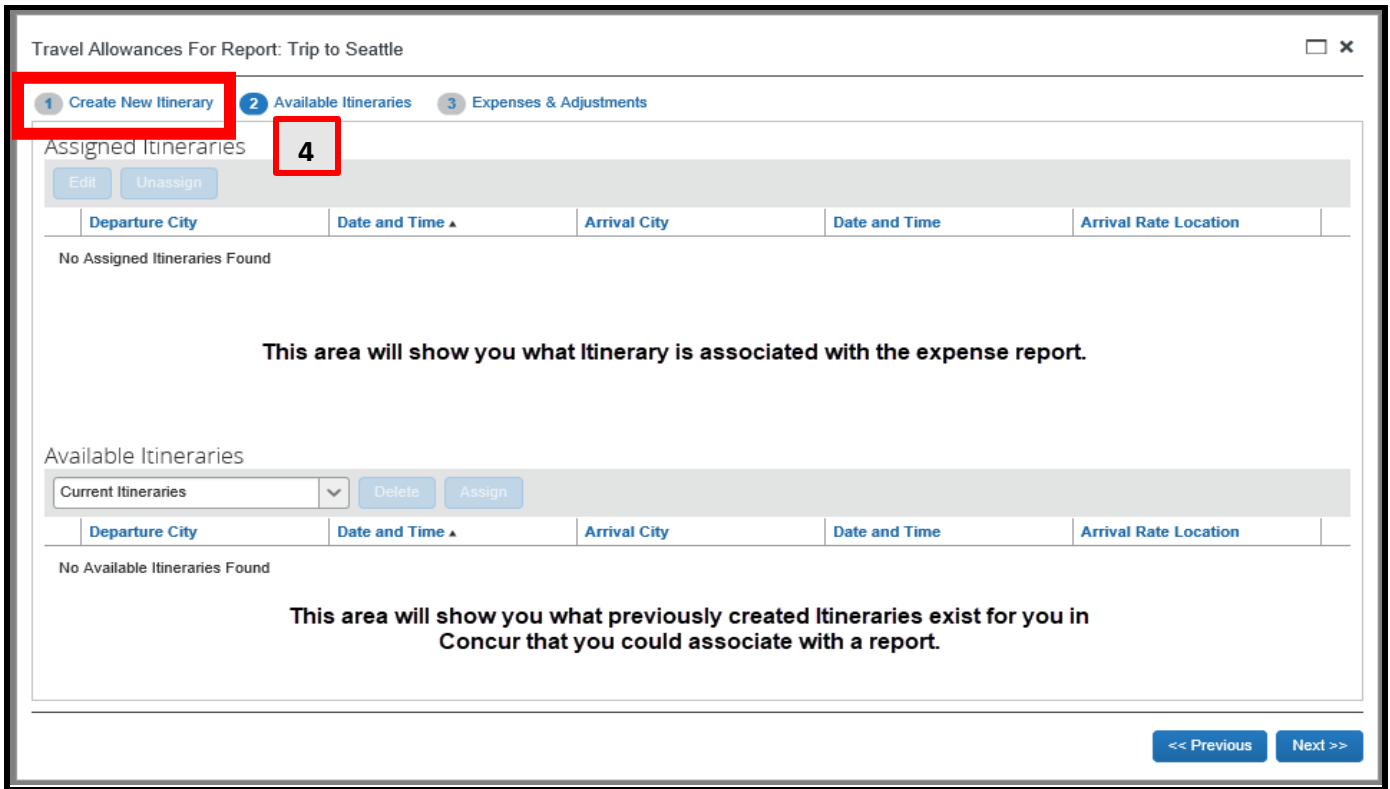 Travel Allowances For Report: Trip to Seattle
1 Create New Itinerary 2 Available Itineraries 3 Expenses & Adjustments
4
Assigned Itineraries
Edit Unassign
Departure City Date and Time ▲ Arrival City Date and Time Arrival Rate Location
No Assigned Itineraries Found
This area will show you what Itinerary is associated with the expense report.
Available Itineraries
Current Itineraries Delete Assign
Departure City Date and Time ▲ Arrival City Date and Time Arrival Rate Location
No Available Itineraries Found
This area will show you what previously created Itineraries exist for you in
Concur that you could associate with a report.
<< Previous Next >>